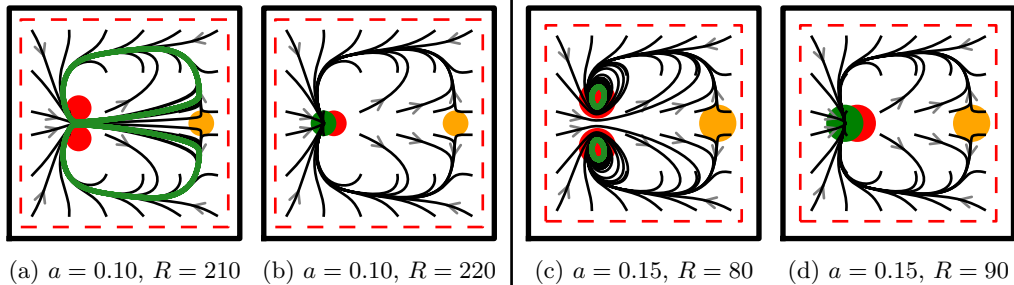 (a) a = 0.10, R = 210 (b) a = 0.10, R = 220 (c) a = 0.15, R = 80 (d) a = 0.15, R = 90